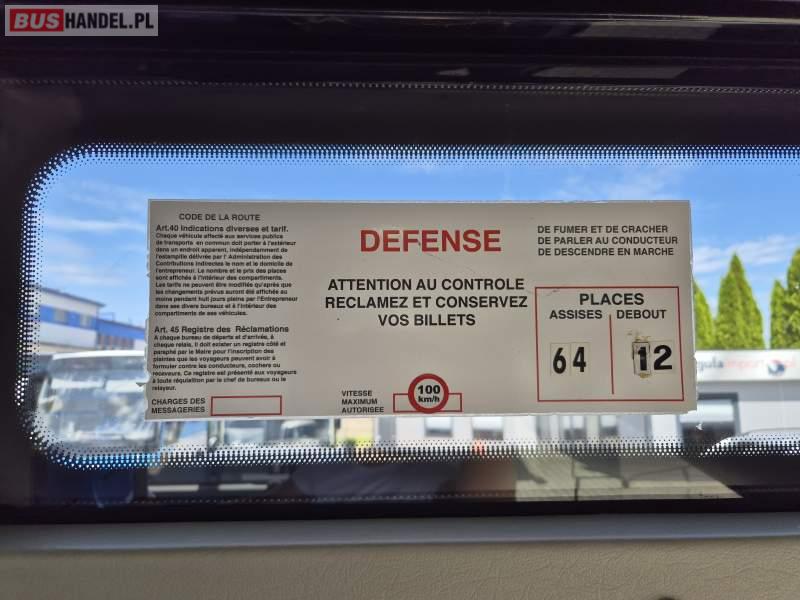 BUSHANDEL.PL
CODE DE LA ROUTE
Art.40 Indications diverses et tarif.
Chaque véhicule affecté aux services publics
de transports en commun doit porter à l'extérieur
dans un endroit apparent, indépendamment de
l'estampille délivrée par l' Administration des
Contributions indirectes le nom et le domicile de
l'entrepreneur. Le nombre et le prix des places
sont affichés à l'intérieur des compartiments.
Les tarifs ne peuvent être modifiés qu'après que
les changements prévus auront été affichés au
moins pendant huit jours pleins par l'Entrepreneur
dans ses divers bureaux et à l'intérieur des
compartiments de ses véhicules.
Art. 45 Registre des Réclamations
A chaque bureau de départs et d'arrivés, à
chaque relais, il doit exister un registre côté et
paraphé par le Maire pour l'inscription des
plaintes que les voyageurs peuvent avoir à
formuler contre les conducteurs, cochers ou
receveurs. Ce registre est présenté aux voyageurs
à toute réquisition par le chef de bureau ou le
relayeur.
CHARGES DES
MESSAGERIES
DEFENSE
DE FUMER ET DE CRACHER
DE PARLER AU CONDUCTEUR
DE DESCENDRE EN MARCHE
ATTENTION AU CONTROLE
RECLAMEZ ET CONSERVEZ
VOS BILLETS
VITESSE
MAXIMUM
AUTORISEE
100
km/h
PLACES
ASSISES DEBOUT
64 12